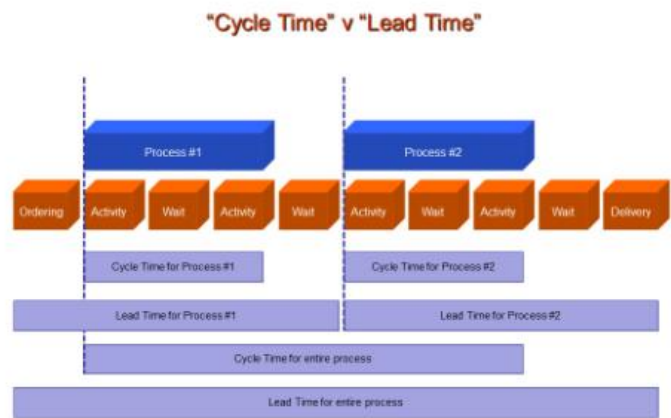 “Cycle Time” v “Lead Time”
Process #1
Process #2
Ordering
Activity
Wait
Activity
Wait
Activity
Wait
Activity
Wait
Delivery
Cycle Time for Process #1
Cycle Time for Process #2
Lead Time for Process #1
Lead Time for Process #2
Cycle Time for entire process
Lead Time for entire process